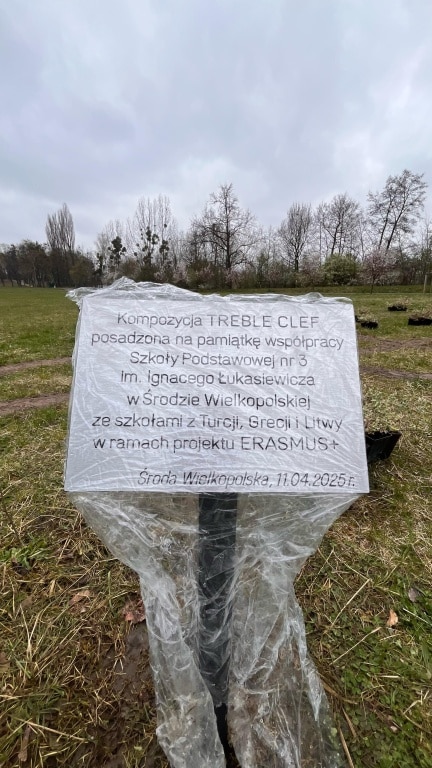 Kompozycja TREBLE CLEF
posadzona na pamiątkę współpracy
Szkoły Podstawowej nr 3
im. Ignacego Łukasiewicza
w Środzie Wielkopolskiej
ze szkołami z Turcji, Grecji i Litwy
w ramach projektu ERASMUS+
Środa Wielkopolska, 11.04.2025 r.